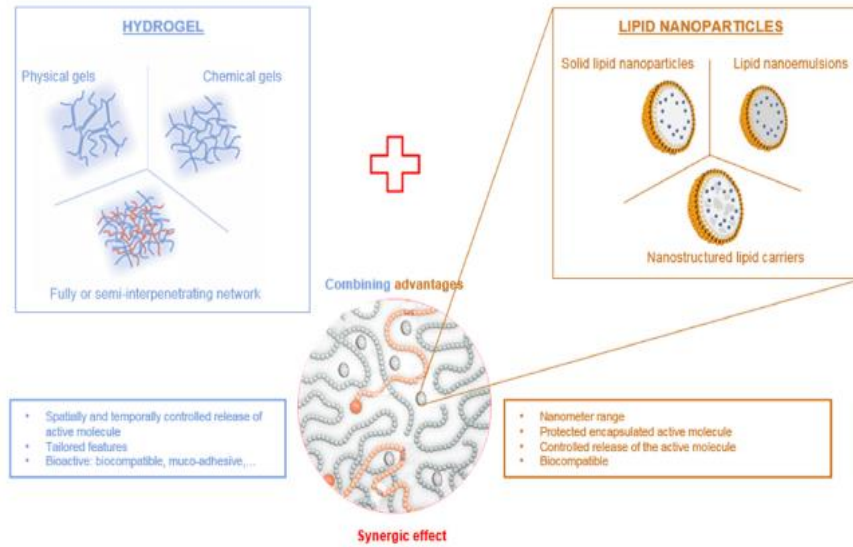 HYDROGEL
Physical gels
Chemical gels
Fully or semi-interpenetrating network
LIPID NANOPARTICLES
Solid lipid nanoparticles
Lipid nanoemulsions
Nanostructured lipid carriers
Combining advantages
• Spatially and temporally controlled release of
active molecule
• Tailored features
• Bioactive: biocompatible, muco-adhesive,...
• Nanometer range
• Protected encapsulated active molecule
• Controlled release of the active molecule
• Biocompatible
Synergic effect